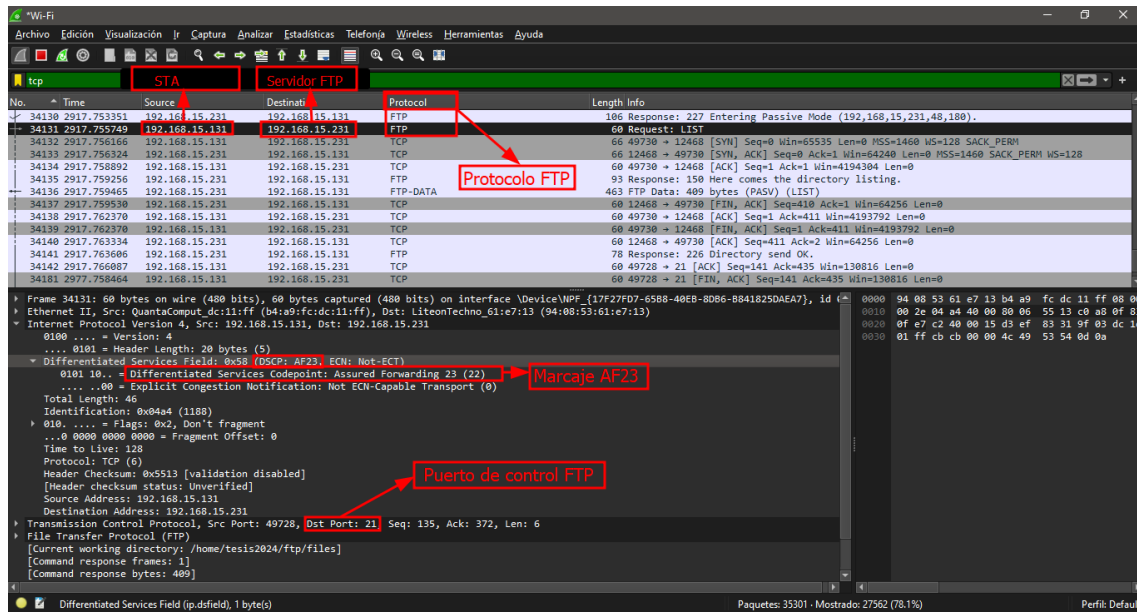 *Wi-Fi
Archivo Edición Visualización Ir Captura Analizar Estadísticas Telefonía Wireless Herramientas Ayuda
tcp
STA Servidor FTP
No. Time Source Destinati Protocol Length Info
34130 2917.753351 192.168.15.231 192.168.15.131 FTP 106 Response: 227 Entering Passive Mode (192,168,15,231,48,180).
34131 2917.755749 192.168.15.131 192.168.15.231 FTP 60 Request: LIST
34132 2917.756166 192.168.15.131 192.168.15.231 TCP 66 49730 → 12468 [SYN] Seq=0 Win=65535 Len=0 MSS=1460 WS=128 SACK_PERM
34133 2917.756324 192.168.15.231 192.168.15.131 TCP 66 12468 → 49730 [SYN, ACK] Seq=0 Ack=1 Win=64240 Len=0 MSS=1460 SACK_PERM WS=128
34134 2917.758892 192.168.15.131 192.168.15.231 TCP 60 49730 → 12468 [ACK] Seq=1 Ack=1 Win=4194304 Len=0
34135 2917.759256 192.168.15.231 192.168.15.131 FTP 93 Response: 150 Here comes the directory listing.
34136 2917.759465 192.168.15.231 192.168.15.131 FTP-DATA 463 FTP Data: 409 bytes (PASV) (LIST)
34137 2917.759530 192.168.15.231 192.168.15.131 TCP 60 12468 → 49730 [FIN, ACK] Seq=410 Ack=1 Win=64256 Len=0
34138 2917.762370 192.168.15.131 192.168.15.231 TCP 60 49730 → 12468 [ACK] Seq=1 Ack=411 Win=4193792 Len=0
34139 2917.762370 192.168.15.131 192.168.15.231 TCP 60 49730 → 12468 [FIN, ACK] Seq=1 Ack=411 Win=4193792 Len=0
34140 2917.763334 192.168.15.231 192.168.15.131 TCP 60 12468 → 49730 [ACK] Seq=411 Ack=2 Win=64256 Len=0
34141 2917.763606 192.168.15.231 192.168.15.131 FTP 78 Response: 226 Directory send OK.
34142 2917.766087 192.168.15.131 192.168.15.231 TCP 60 49728 → 21 [ACK] Seq=141 Ack=435 Win=130816 Len=0
34181 2977.758464 192.168.15.131 192.168.15.231 TCP 60 49728 → 21 [FIN, ACK] Seq=141 Ack=435 Win=130816 Len=0
Protocolo FTP
Frame 34131: 60 bytes on wire (480 bits), 60 bytes captured (480 bits) on interface \Device\NPF_{17F27FD7-65B8-40EB-8DB6-B841825DAEA7}, id
Ethernet II, Src: QuantaComput_dc:11:ff (b4:a9:fc:dc:11:ff), Dst: LiteonTechno_61:e7:13 (94:08:53:61:e7:13)
Internet Protocol Version 4, Src: 192.168.15.131, Dst: 192.168.15.231
0100 .... = Version: 4
.... 0101 = Header Length: 20 bytes (5)
Differentiated Services Field: 0x58 (DSCP: AF23, ECN: Not-ECT)
0101 10.. = Differentiated Services Codepoint: Assured Forwarding 23 (22)
.... ..00 = Explicit Congestion Notification: Not ECN-Capable Transport (0)
Marcaje AF23
Total Length: 46
Identification: 0x04a4 (1188)
010. .... = Flags: 0x2, Don't fragment
...0 0000 0000 0000 = Fragment Offset: 0
Time to Live: 128
Protocol: TCP (6)
Header Checksum: 0x5513 [validation disabled]
[Header checksum status: Unverified]
Source Address: 192.168.15.131
Destination Address: 192.168.15.231
Puerto de control FTP
Transmission Control Protocol, Src Port: 49728, Dst Port: 21, Seq: 135, Ack: 372, Len: 6
File Transfer Protocol (FTP)
[Current working directory: /home/tesis2024/ftp/files]
[Command response frames: 1]
[Command response bytes: 409]
0000 94 08 53 61 e7 13 b4 a9 fc dc 11 ff 08 0
0010 00 2e 04 a4 40 00 80 06 55 13 c0 a8 0f 8
0020 0f e7 c2 40 00 15 d3 ef 83 31 9f 03 dc 1
0030 01 ff cb cb 00 00 4c 49 53 54 0d 0a
Differentiated Services Field (ip.dsfield), 1 byte(s) Paquetes: 35301 · Mostrado: 27562 (78.1%) Perfil: Defaul